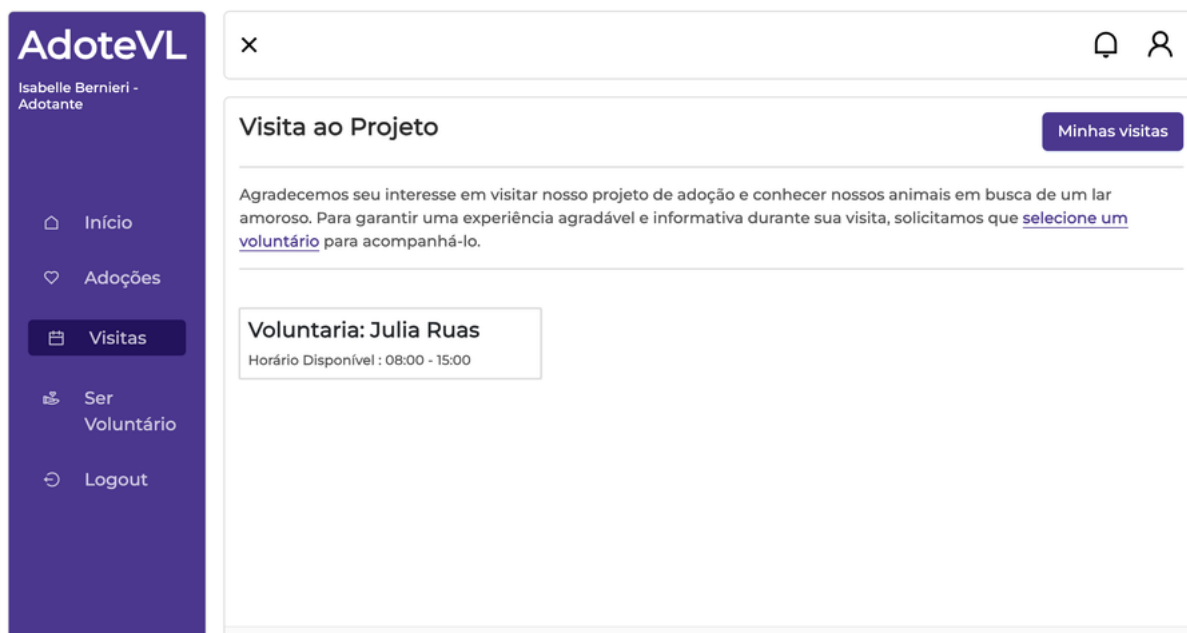 AdoteVL
Isabelle Bernieri -
Adotante
Início
Adoções
Visitas
Ser
Voluntário
Logout
Visita ao Projeto
Minhas visitas
Agradecemos seu interesse em visitar nosso projeto de adoção e conhecer nossos animais em busca de um lar
amoroso. Para garantir uma experiência agradável e informativa durante sua visita, solicitamos que selecione um
voluntário para acompanhá-lo.
Voluntaria: Julia Ruas
Horário Disponível : 08:00 - 15:00